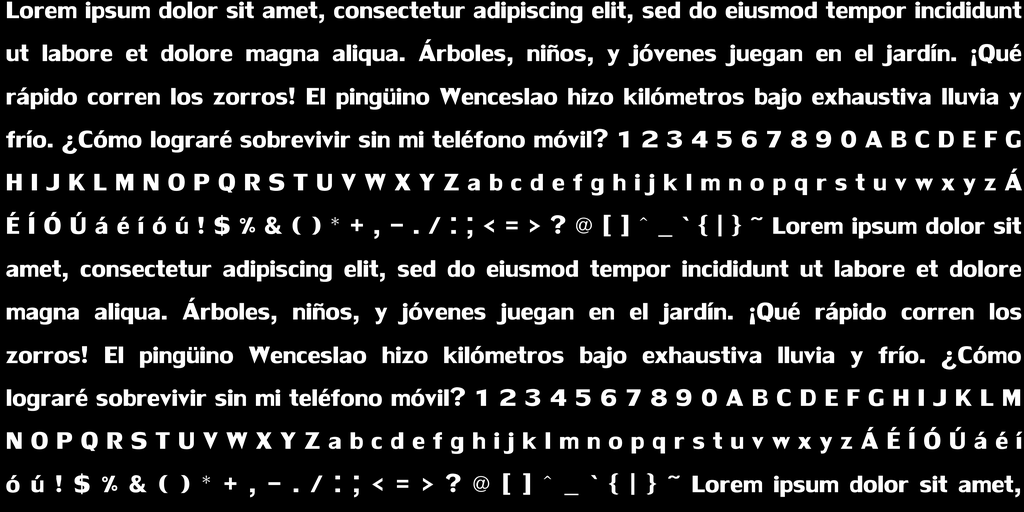 Lorem ipsum dolor sit amet, consectetur adipiscing elit, sed do eiusmod tempor incididunt
ut labore et dolore magna aliqua. Árboles, niños, y jóvenes juegan en el jardín. ¡Qué
rápido corren los zorros! El pingüino Wenceslao hizo kilómetros bajo exhaustiva lluvia y
frío. ¿Cómo lograré sobrevivir sin mi teléfono móvil? 1 2 3 4 5 6 7 8 9 0 A B C D E F G
H I J K L M N O P Q R S T U V W X Y Z a b c d e f g h i j k l m n o p q r s t u v w x y z Á
É Í Ó Ú á é í ó ú ! $ % & ( ) * + , - . / : ; < = > ? @ [ ] ^ _ ` { | } ~ Lorem ipsum dolor sit
amet, consectetur adipiscing elit, sed do eiusmod tempor incididunt ut labore et dolore
magna aliqua. Árboles, niños, y jóvenes juegan en el jardín. ¡Qué rápido corren los
zorros! El pingüino Wenceslao hizo kilómetros bajo exhaustiva lluvia y frío. ¿Cómo
lograré sobrevivir sin mi teléfono móvil? 1 2 3 4 5 6 7 8 9 0 A B C D E F G H I J K L M
N O P Q R S T U V W X Y Z a b c d e f g h i j k l m n o p q r s t u v w x y z Á É Í Ó Ú á é í
ó ú ! $ % & ( ) * + , - . / : ; < = > ? @ [ ] ^ _ ` { | } ~ Lorem ipsum dolor sit amet,